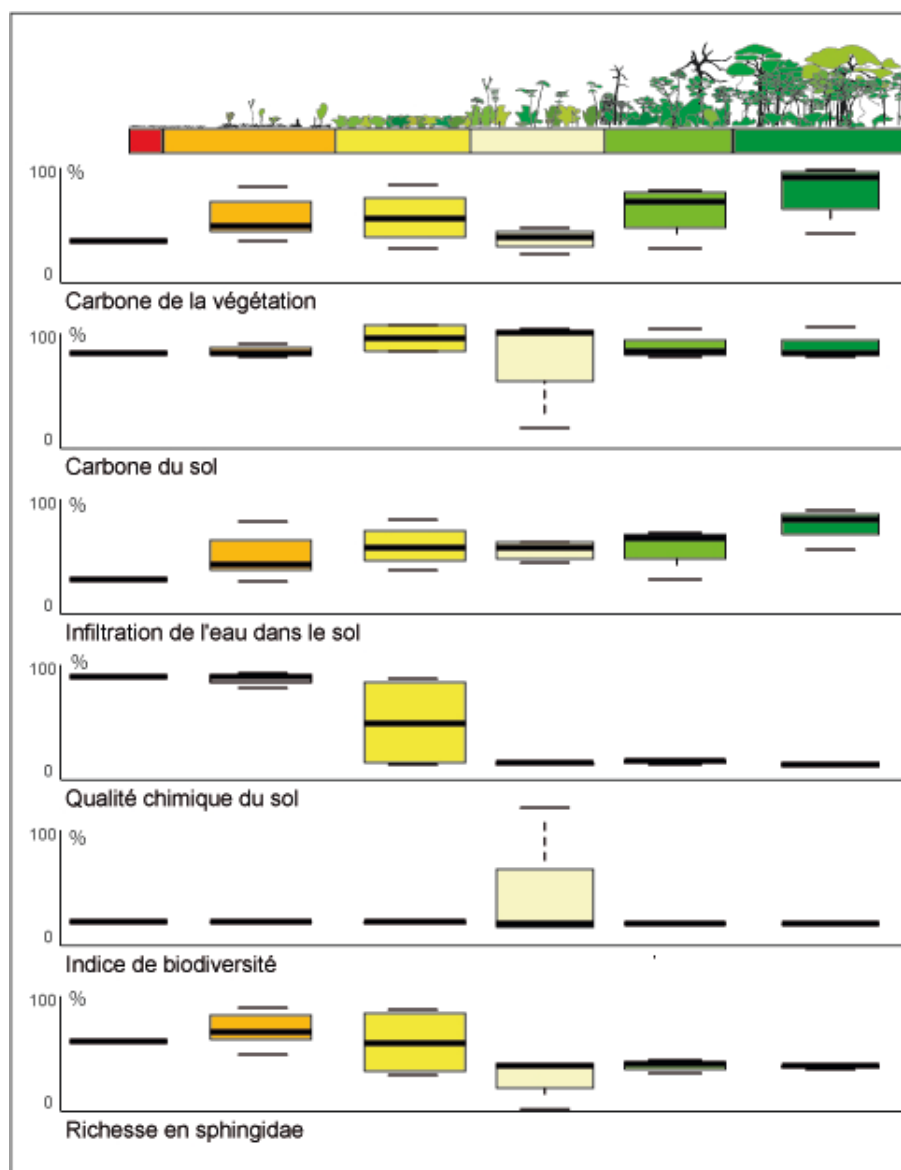 100 %
0
Carbone de la végétation
100 %
0
Carbone du sol
100 %
0
Infiltration de l'eau dans le sol
100 %
0
Qualité chimique du sol
100 %
0
Indice de biodiversité
100 %
0
Richesse en sphingidae